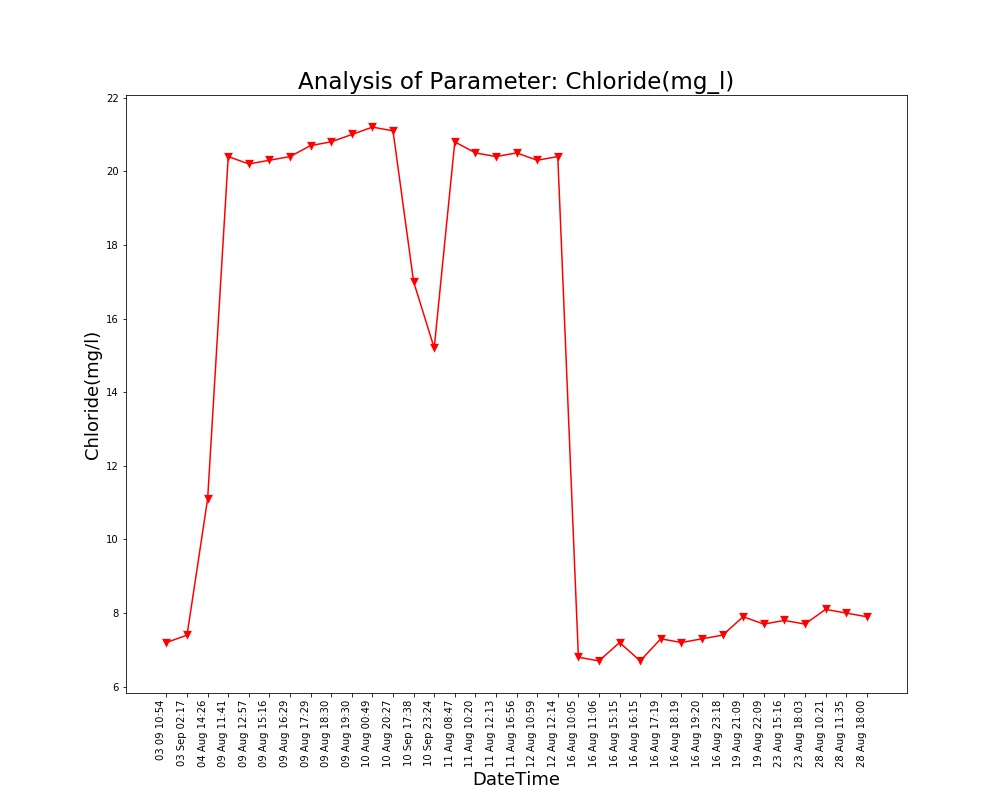 Analysis of Parameter: Chloride(mg_l)
22
20
18
16
14
12
10
8
6
Chloride(mg/l)
03 09 10:54
03 Sep 02:17
04 Aug 14:26
09 Aug 11:41
09 Aug 12:57
09 Aug 15:16
09 Aug 16:29
09 Aug 17:29
09 Aug 18:30
09 Aug 19:30
10 Aug 00:49
10 Aug 20:27
10 Sep 17:38
10 Sep 23:24
11 Aug 08:47
11 Aug 10:20
11 Aug 12:13
11 Aug 16:56
12 Aug 10:59
12 Aug 12:14
16 Aug 10:05
16 Aug 11:06
16 Aug 15:15
16 Aug 16:15
16 Aug 17:19
16 Aug 18:19
16 Aug 19:20
16 Aug 23:18
19 Aug 21:09
19 Aug 22:09
23 Aug 15:16
23 Aug 18:03
28 Aug 10:21
28 Aug 11:35
28 Aug 18:00
DateTime